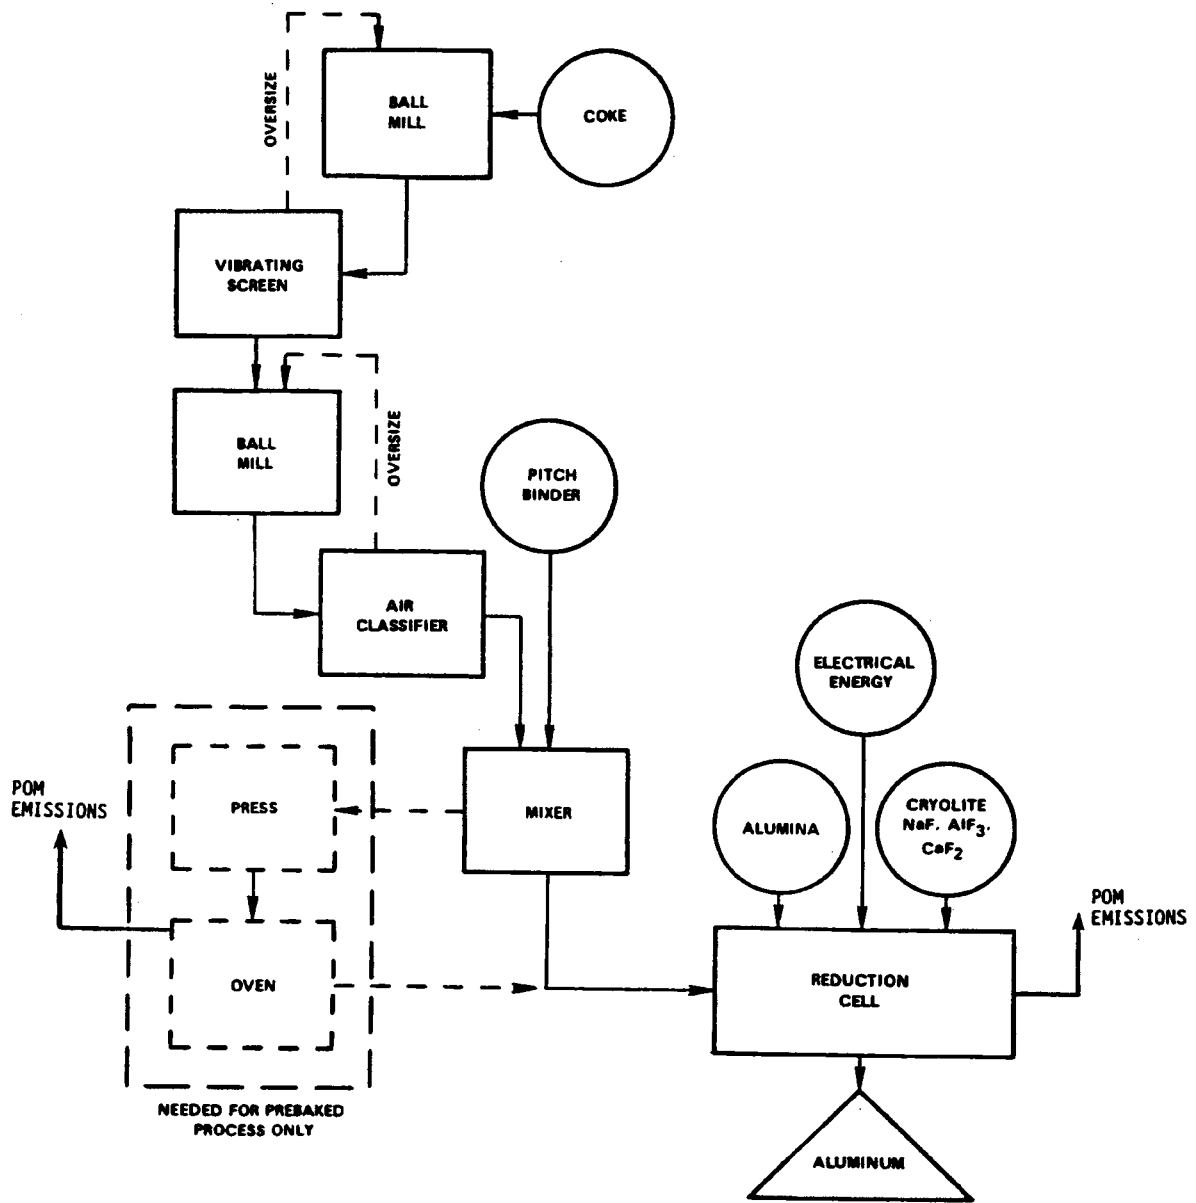 OVERSIZE
BALL
MILL
COKE
VIBRATING
SCREEN
BALL
MILL
OVERSIZE
PITCH
BINDER
AIR
CLASSIFIER
ELECTRICAL
ENERGY
POM
EMISSIONS
PRESS
MIXER
ALUMINA
CRYOLITE
NaF, AlF3,
CaF2
POM
EMISSIONS
OVEN
REDUCTION
CELL
NEEDED FOR PREBAKED
PROCESS ONLY
ALUMINUM